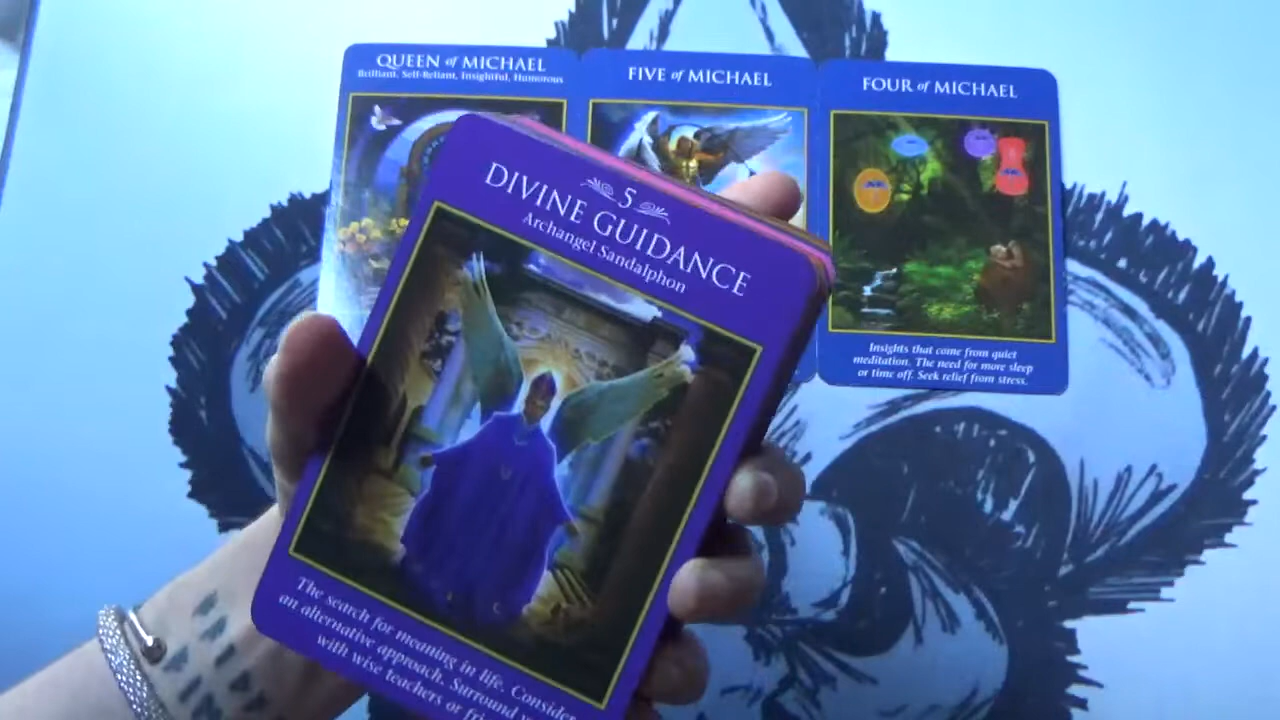 QUEEN of MICHAEL
Brilliant, Self-Reliant, Insightful, Humorous
FIVE of MICHAEL
FOUR of MICHAEL
Insights that come from quiet
meditation. The need for more sleep
or time off. Seek relief from stress.
5
DIVINE GUIDANCE
Archangel Sandalphon
The search for meaning in life. Consider
an alternative approach. Surround
with wise teachers or